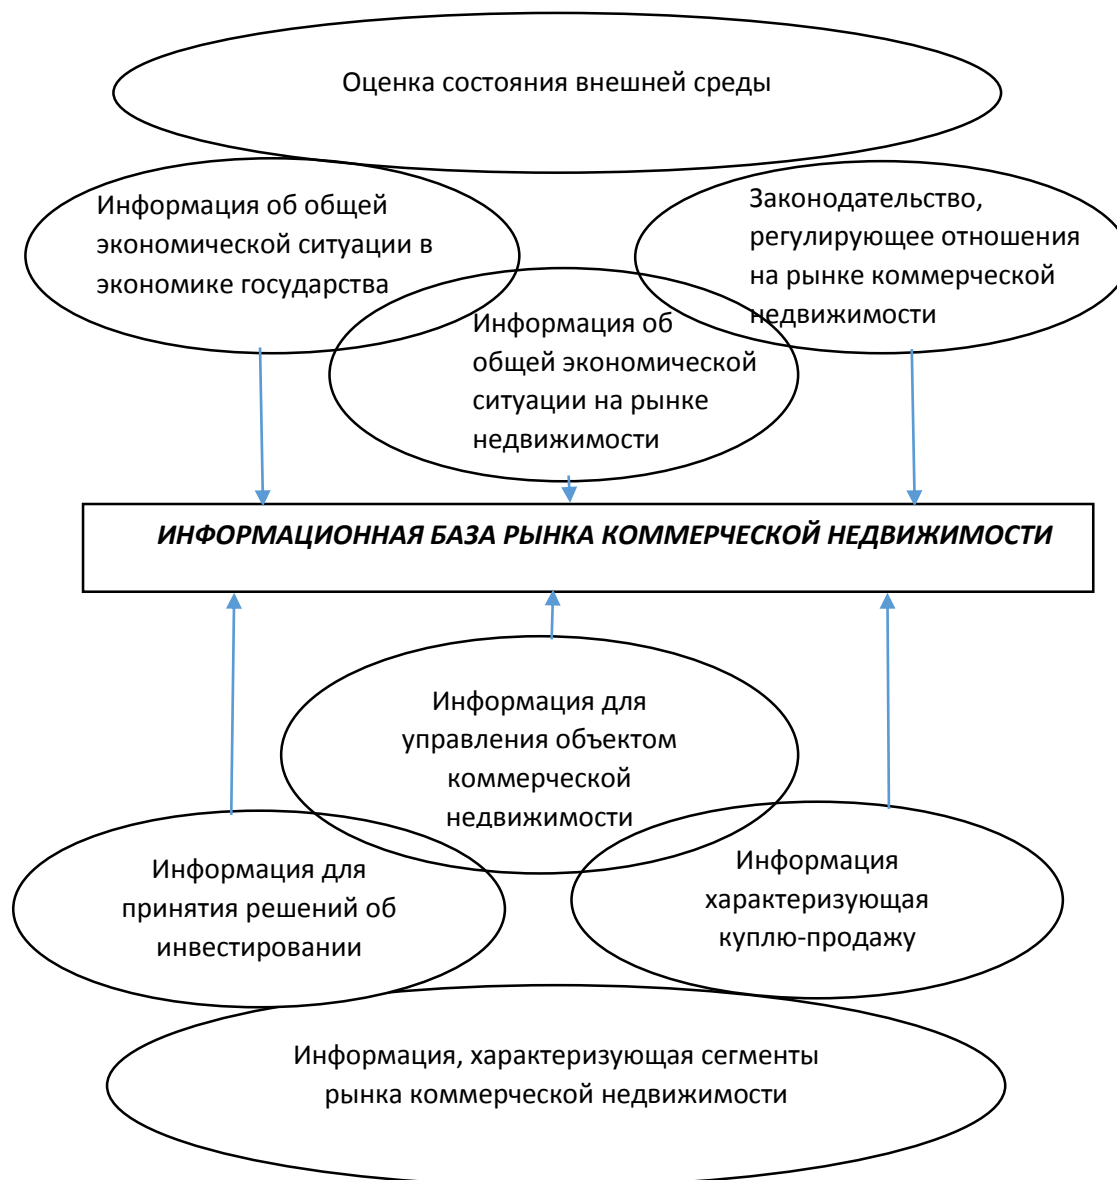 Оценка состояния внешней среды
Информация об общей
экономической ситуации в
экономике государства
Законодательство,
регулирующее отношения
на рынке коммерческой
недвижимости
Информация об
общей экономической
ситуации на рынке
недвижимости
ИНФОРМАЦИОННАЯ БАЗА РЫНКА КОММЕРЧЕСКОЙ НЕДВИЖИМОСТИ
Информация для
управления объектом
коммерческой
недвижимости
Информация для
принятия решений об
инвестировании
Информация
характеризующая
куплю-продажу
Информация, характеризующая сегменты
рынка коммерческой недвижимости